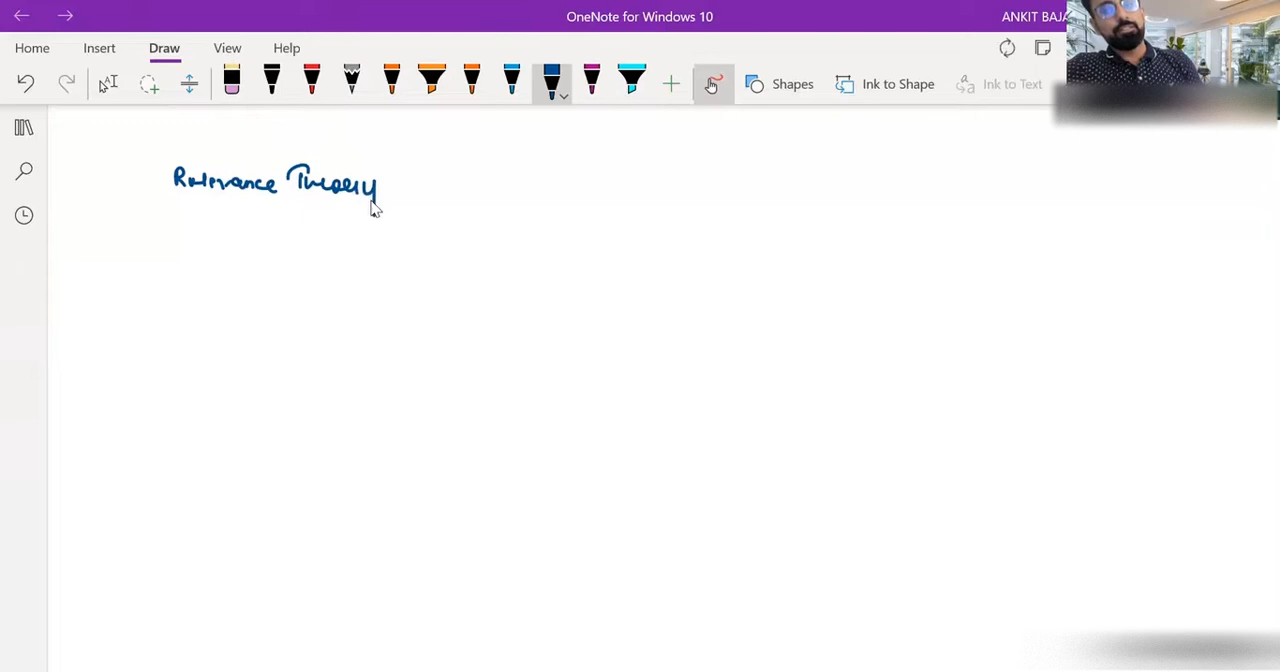 OneNote for Windows 10
ANKIT BAJA
Home Insert Draw View Help
Shapes Ink to Shape Ink to Text
Relevance Theory